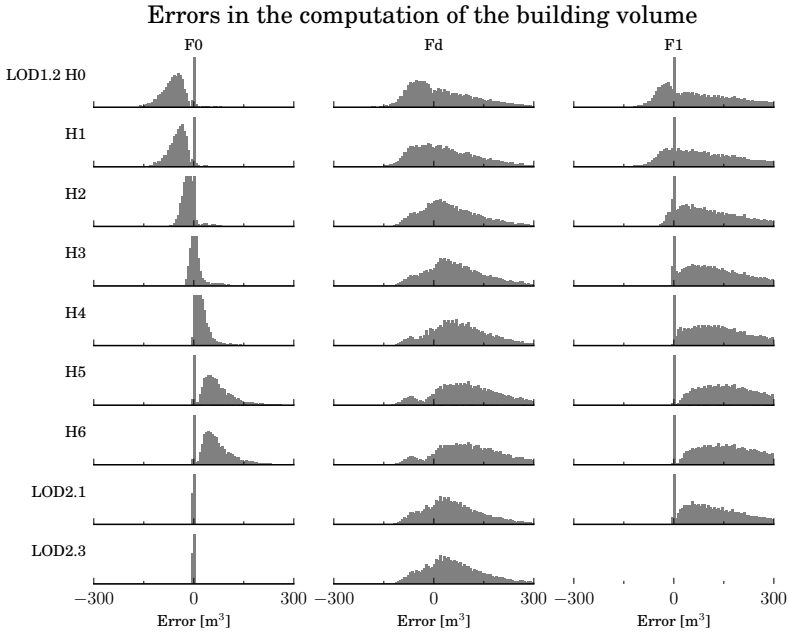 Errors in the computation of the building volume
F0 Fd F1
LOD1.2 H0
H1
H2
H3
H4
H5
H6
LOD2.1
LOD2.3
−300 0 300 −300 0 300 −300 0 300
Error [m³] Error [m³] Error [m³]